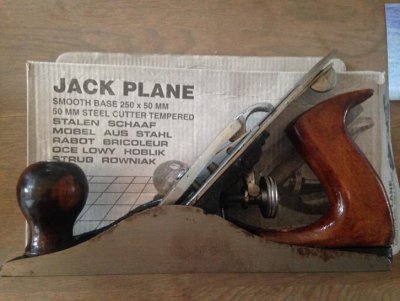 JACK PLANE
SMOOTH BASE 250 x 50 MM
50 MM STEEL CUTTER TEMPERED
STALEN SCHAAF
MOBEL AUS STAHL
RABOT BRICOLEUR
OCE LOWY HOBLIK
STRUG ROWNIAK